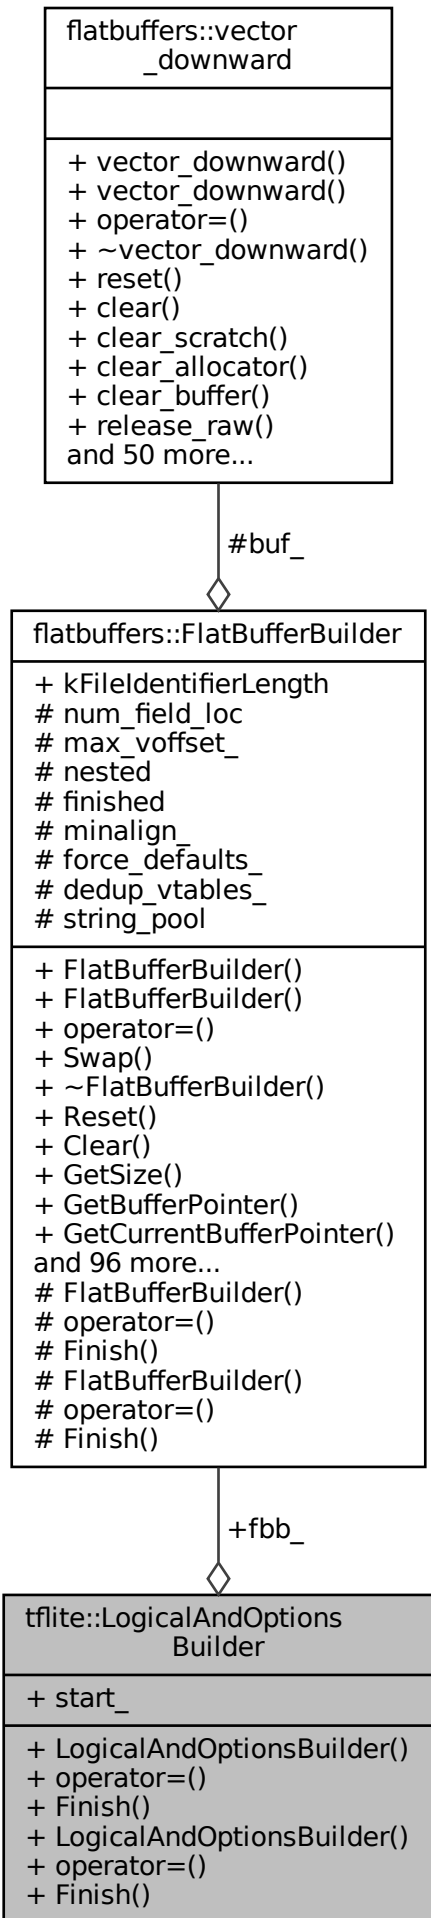 flatbuffers::vector
_downward
+ vector_downward()
+ vector_downward()
+ operator=()
+ ~vector_downward()
+ reset()
+ clear()
+ clear_scratch()
+ clear_allocator()
+ clear_buffer()
+ release_raw()
and 50 more...
#buf_
flatbuffers::FlatBufferBuilder
+ kFileIdentifierLength
# num_field_loc
# max_voffset_
# nested
# finished
# minalign_
# force_defaults_
# dedup_vtables_
# string_pool
+ FlatBufferBuilder()
+ FlatBufferBuilder()
+ operator=()
+ Swap()
+ ~FlatBufferBuilder()
+ Reset()
+ Clear()
+ GetSize()
+ GetBufferPointer()
+ GetCurrentBufferPointer()
and 96 more...
# FlatBufferBuilder()
# operator=()
# Finish()
# FlatBufferBuilder()
# operator=()
# Finish()
+fbb_
tflite::LogicalAndOptions
Builder
+ start_
+ LogicalAndOptionsBuilder()
+ operator=()
+ Finish()
+ LogicalAndOptionsBuilder()
+ operator=()
+ Finish()